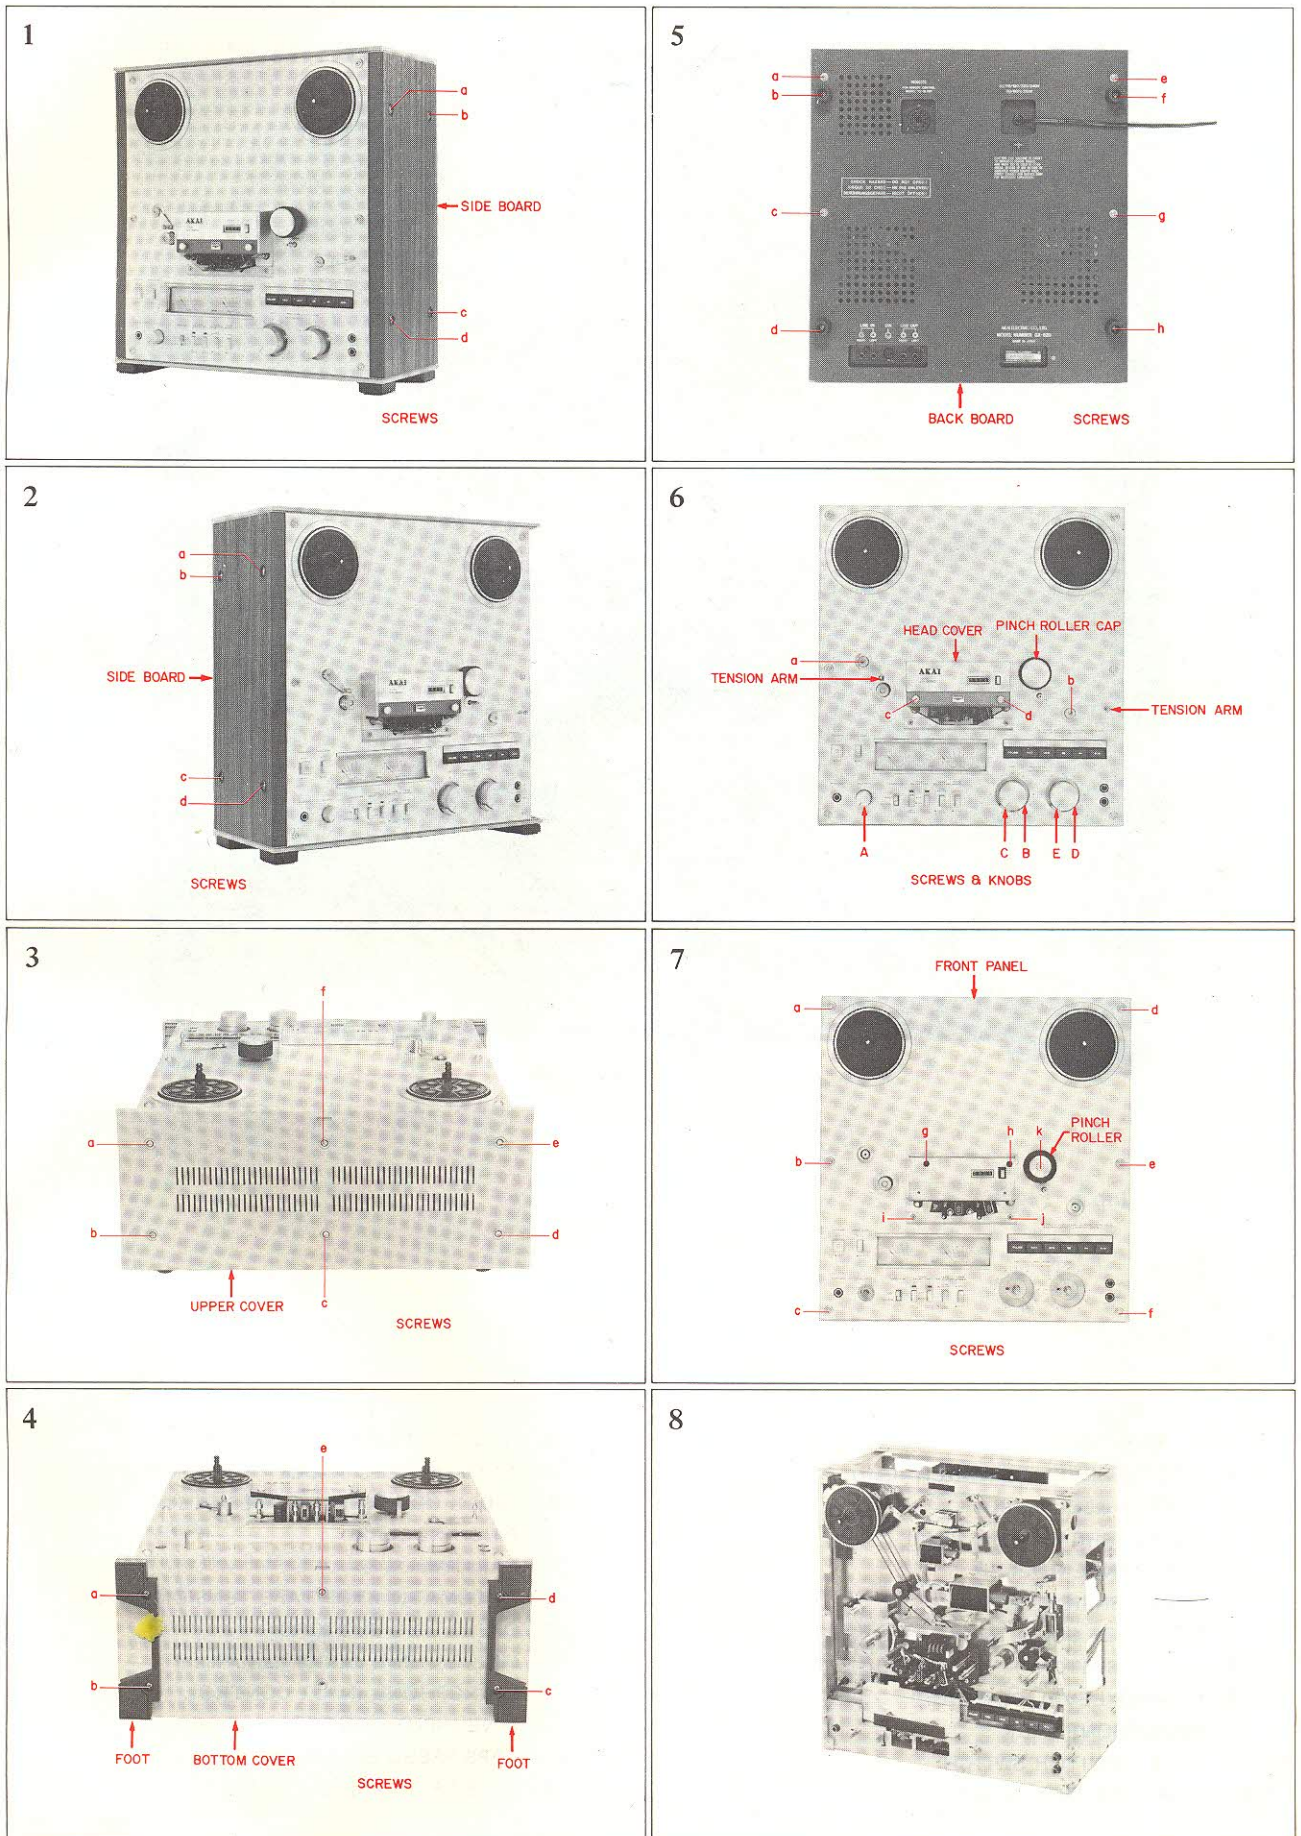 1
a
b
SIDE BOARD
AKAI
c
d
SCREWS
2
a
b
SIDE BOARD
AKAI
c
d
SCREWS
3
f
a
e
b
d
c
UPPER COVER
SCREWS
4
e
a
d
b
c
FOOT
BOTTOM COVER
FOOT
SCREWS
5
a
e
b
f
c
g
d
h
BACK BOARD
SCREWS
6
HEAD COVER
PINCH ROLLER CAP
a
AKAI
TENSION ARM
b
c
d
TENSION ARM
A
C
B
E
D
SCREWS & KNOBS
7
FRONT PANEL
a
d
PINCH
ROLLER
g
h
k
b
e
i
j
c
f
SCREWS
8